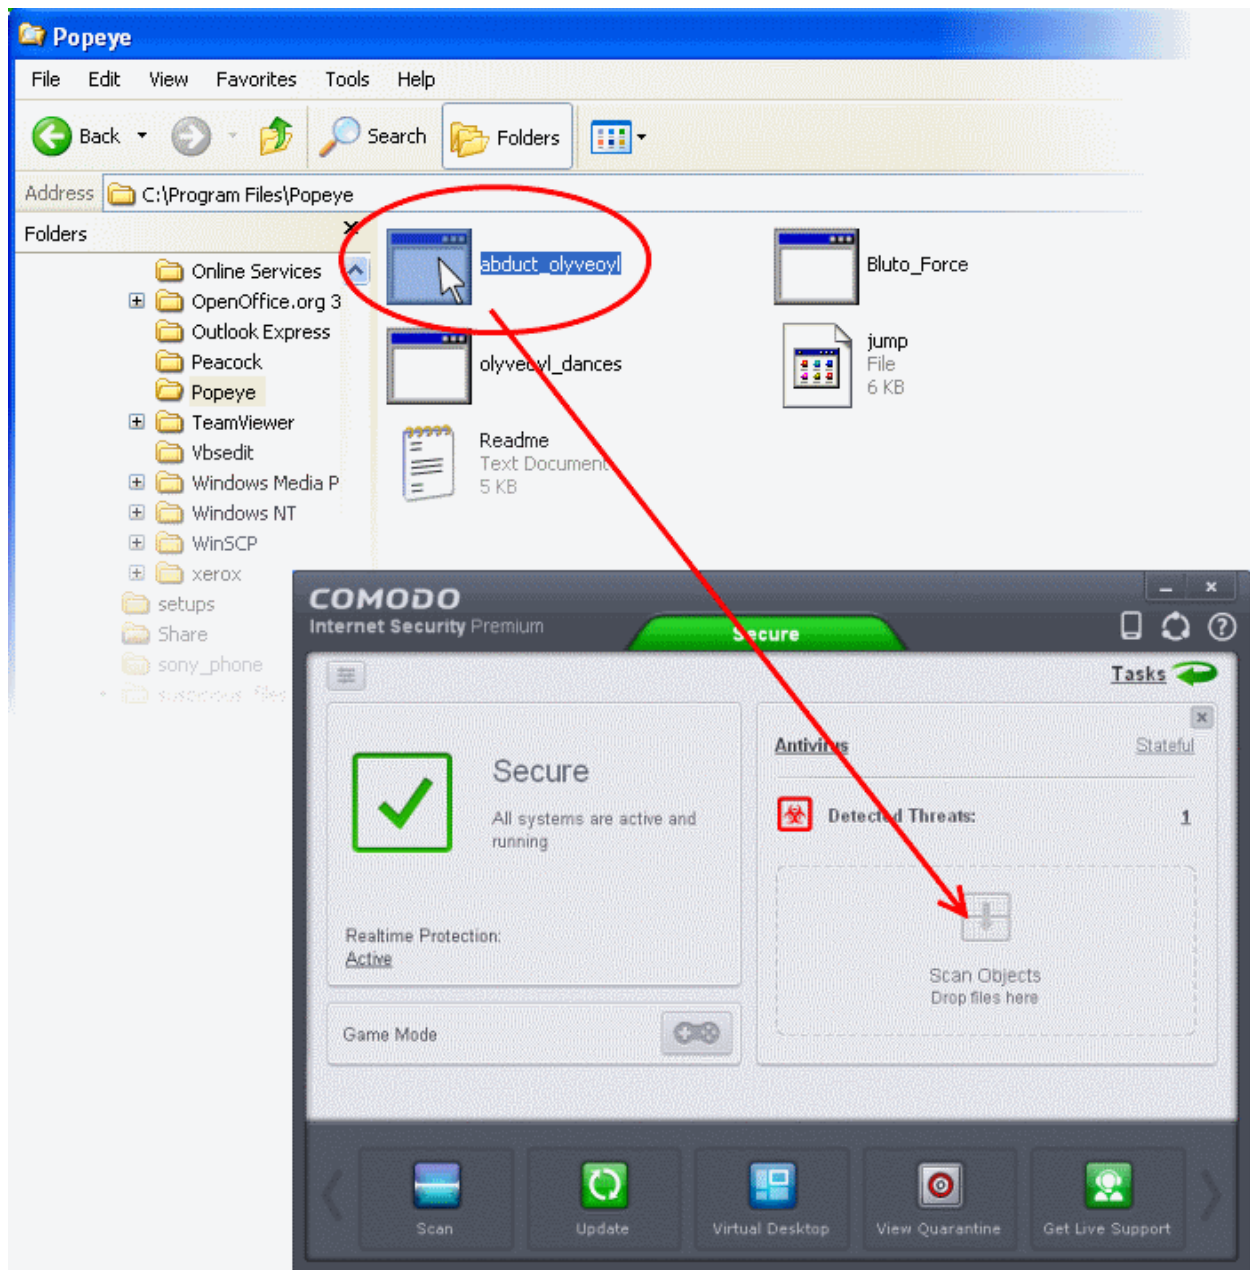 Popeye
File Edit View Favorites Tools Help
Back Search Folders
Address C:\Program Files\Popeye
Folders
Online Services
OpenOffice.org 3
Outlook Express
Peacock
Popeye
TeamViewer
Vbsedit
Windows Media P
Windows NT
WinSCP
xerox
setups
Share
sony_phone
suspicious_files
abduct_olyveoyl
Bluto_Force
olyveoyl_dances
jump
File
6 KB
Readme
Text Document
5 KB
COMODO
Internet Security Premium
Secure
Tasks
Secure
All systems are active and
running
Realtime Protection:
Active
Game Mode
Antivirus Stateful
Detected Threats: 1
Scan Objects
Drop files here
Scan Update Virtual Desktop View Quarantine Get Live Support